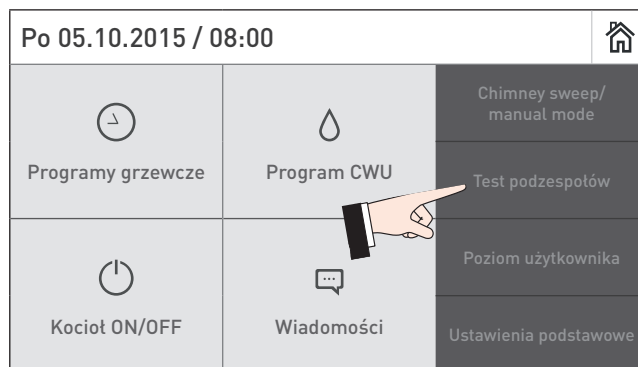 Po 05.10.2015 / 08:00
Programy grzewcze
Program CWU
Chimney sweep/
manual mode
Test podzespołów
Kocioł ON/OFF
Wiadomości
Poziom użytkownika
Ustawienia podstawowe